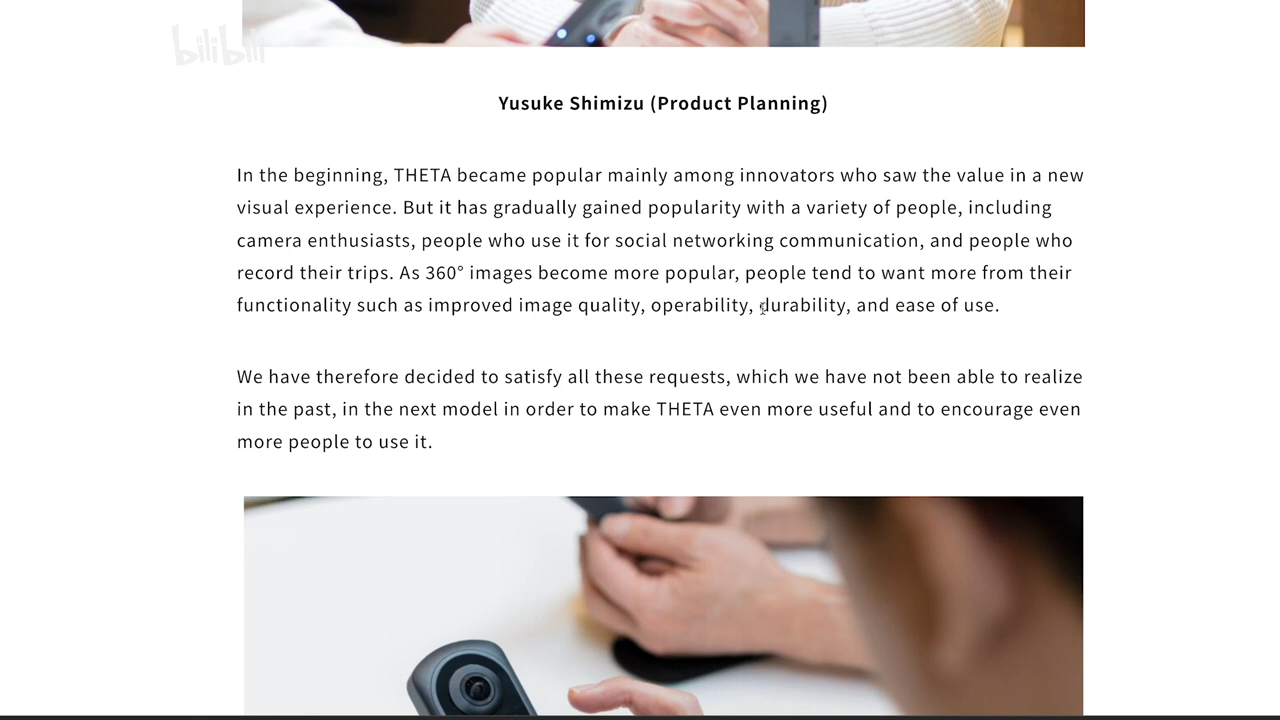 bilibili
Yusuke Shimizu (Product Planning)
In the beginning, THETA became popular mainly among innovators who saw the value in a new
visual experience. But it has gradually gained popularity with a variety of people, including
camera enthusiasts, people who use it for social networking communication, and people who
record their trips. As 360° images become more popular, people tend to want more from their
functionality such as improved image quality, operability, durability, and ease of use.
We have therefore decided to satisfy all these requests, which we have not been able to realize
in the past, in the next model in order to make THETA even more useful and to encourage even
more people to use it.